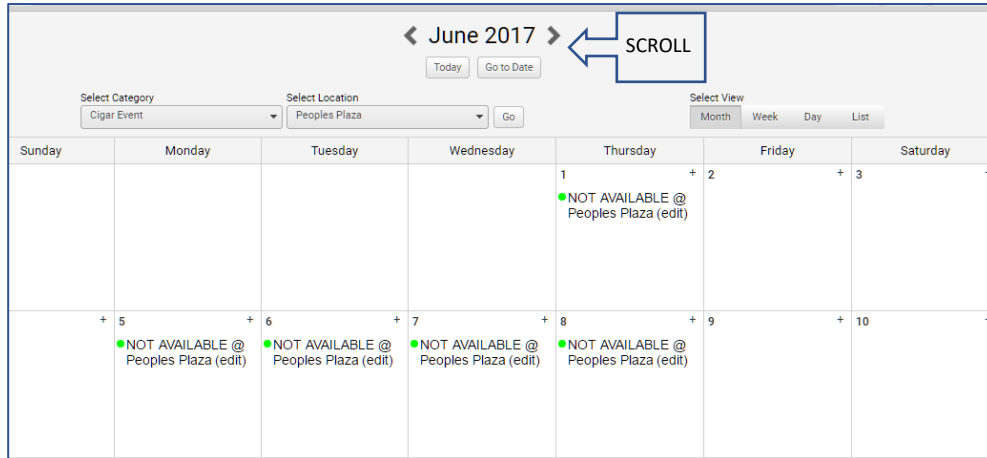 June 2017
SCROLL
Today Go to Date
Select Category Select Location Select View
Cigar Event Peoples Plaza Go Month Week Day List
Sunday Monday Tuesday Wednesday Thursday Friday Saturday
1 + 2 + 3
NOT AVAILABLE @
Peoples Plaza (edit)
+ 5 + 6 + 7 + 8 + 9 + 10
NOT AVAILABLE @ NOT AVAILABLE @ NOT AVAILABLE @ NOT AVAILABLE @
Peoples Plaza (edit) Peoples Plaza (edit) Peoples Plaza (edit) Peoples Plaza (edit)